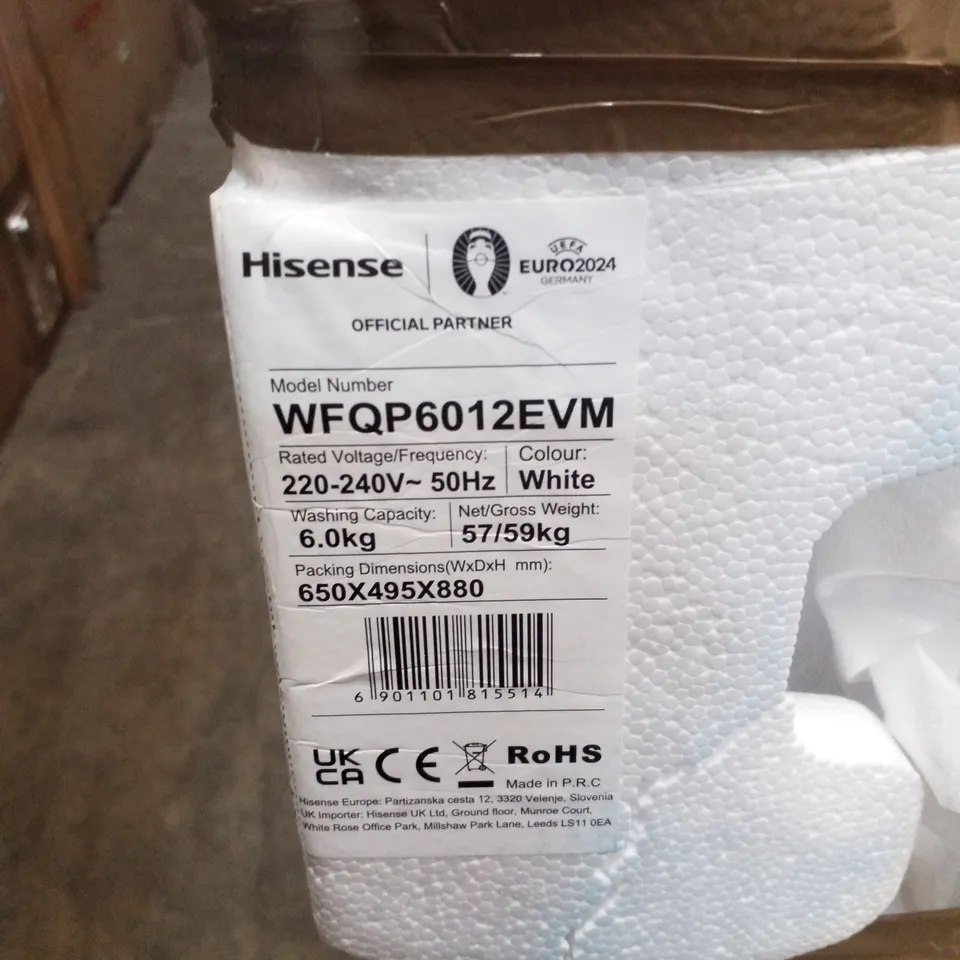 Hisense
UEFA
EURO2024
GERMANY
OFFICIAL PARTNER
Model Number
WFQP6012EVM
Rated Voltage/Frequency: Colour:
220-240V~ 50Hz White
Washing Capacity: Net/Gross Weight:
6.0kg 57/59kg
Packing Dimensions(WxDxH mm):
650X495X880
6 901101 815514
UK CA CE RoHS
Made in P.R.C
Hisense Europe: Partizanska cesta 12, 3320 Velenje, Slovenia
UK Importer: Hisense UK Ltd, Ground floor, Munroe Court,
White Rose Office Park, Millshaw Park Lane, Leeds LS11 0EA